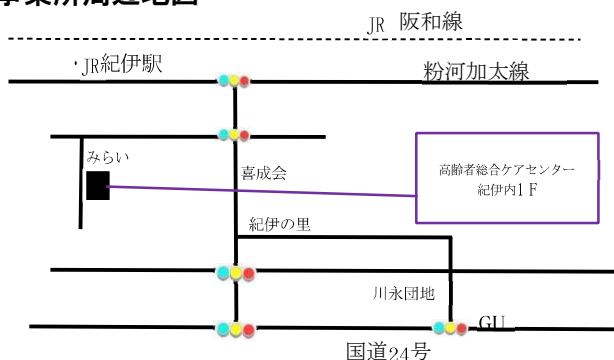 事業所周辺地図
JR 阪和線
・JR紀伊駅
粉河加太線
みらい
喜成会
高齢者総合ケアセンター
紀伊内1F
紀伊の里
川永団地
GU
国道24号